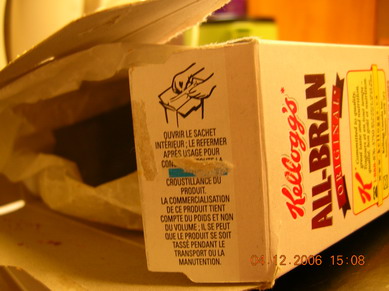 OUVRIR LE SACHET
INTÉRIEUR; LE REFERMER
APRÈS USAGE POUR
CROUSTILLANCE DU
PRODUIT.
LA COMMERCIALISATION
DE CE PRODUIT TIENT
COMPTE DU POIDS ET NON
DU VOLUME; IL SE PEUT
QUE LE PRODUIT SE SOIT
TASSÉ PENDANT LE
TRANSPORT OU LA
MANUTENTION.
Kellogg's
ALL-BRAN
ORIGINAL
K
04.12.2006 15:08